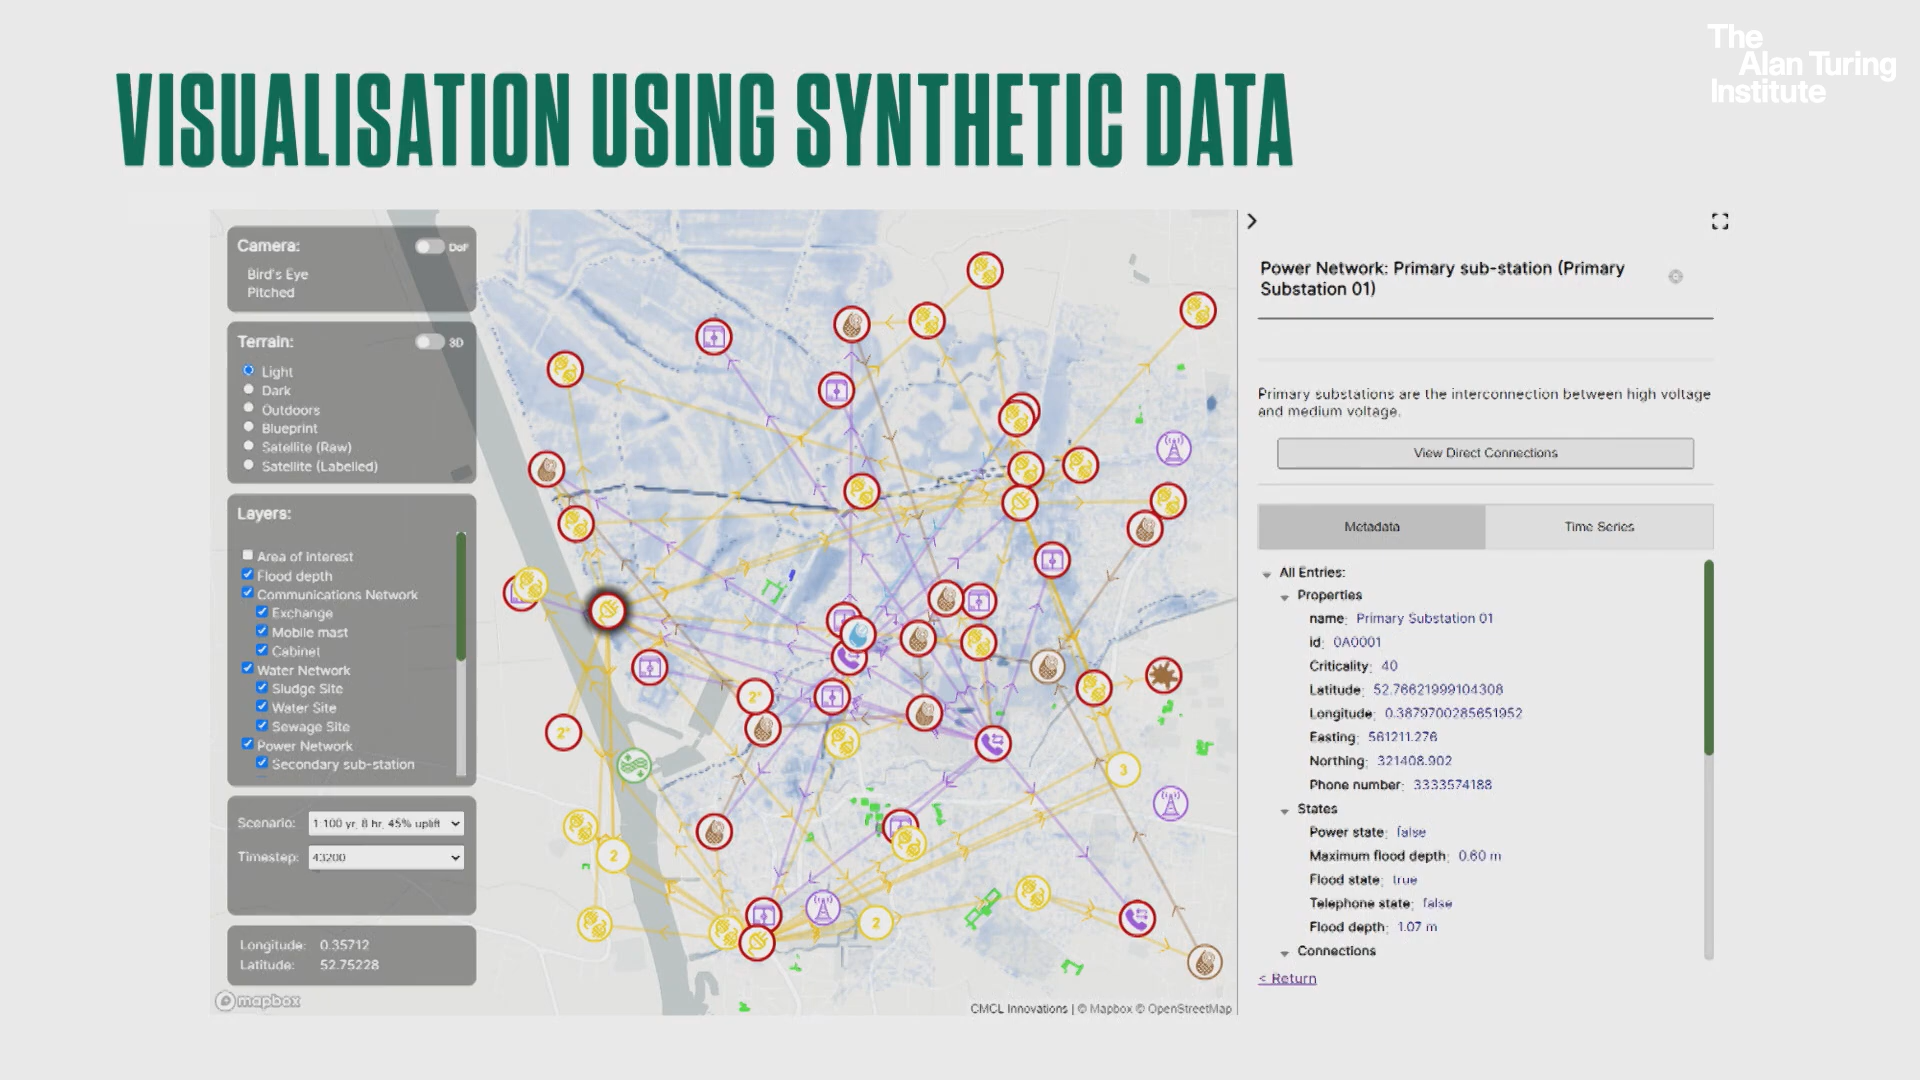 The
Alan Turing
Institute
VISUALISATION USING SYNTHETIC DATA
Camera:
DoF
Bird's Eye
Pitched
Terrain:
3D
Light
Dark
Outdoors
Blueprint
Satellite (Raw)
Satellite (Labelled)
Layers:
Area of Interest
Flood depth
Communications Network
Exchange
Mobile mast
Cabinet
Water Network
Sludge Site
Water Site
Sewage Site
Power Network
Secondary sub-station
Scenario: 1:100 yr, 8 hr, 45% uplift
Timestep: 43200
Longitude: 0.35712
Latitude: 52.75228
mapbox
2+
2+
3
2
2
CMCL Innovations | © Mapbox © OpenStreetMap
Power Network: Primary sub-station (Primary
Substation 01)
Primary substations are the interconnection between high voltage
and medium voltage.
View Direct Connections
Metadata
Time Series
All Entries:
Properties
name: Primary Substation 01
id: 0A0001
Criticality: 40
Latitude: 52.76621999104308
Longitude: 0.3879700285651952
Easting: 561211.276
Northing: 321408.902
Phone number: 3333574188
States
Power state: false
Maximum flood depth: 0.60 m
Flood state: true
Telephone state: false
Flood depth: 1.07 m
Connections
< Return